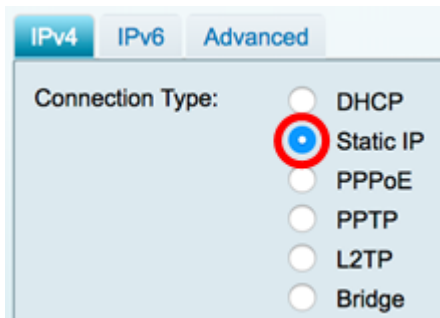 IPv4 IPv6 Advanced
Connection Type: DHCP
Static IP
PPPoE
PPTP
L2TP
Bridge